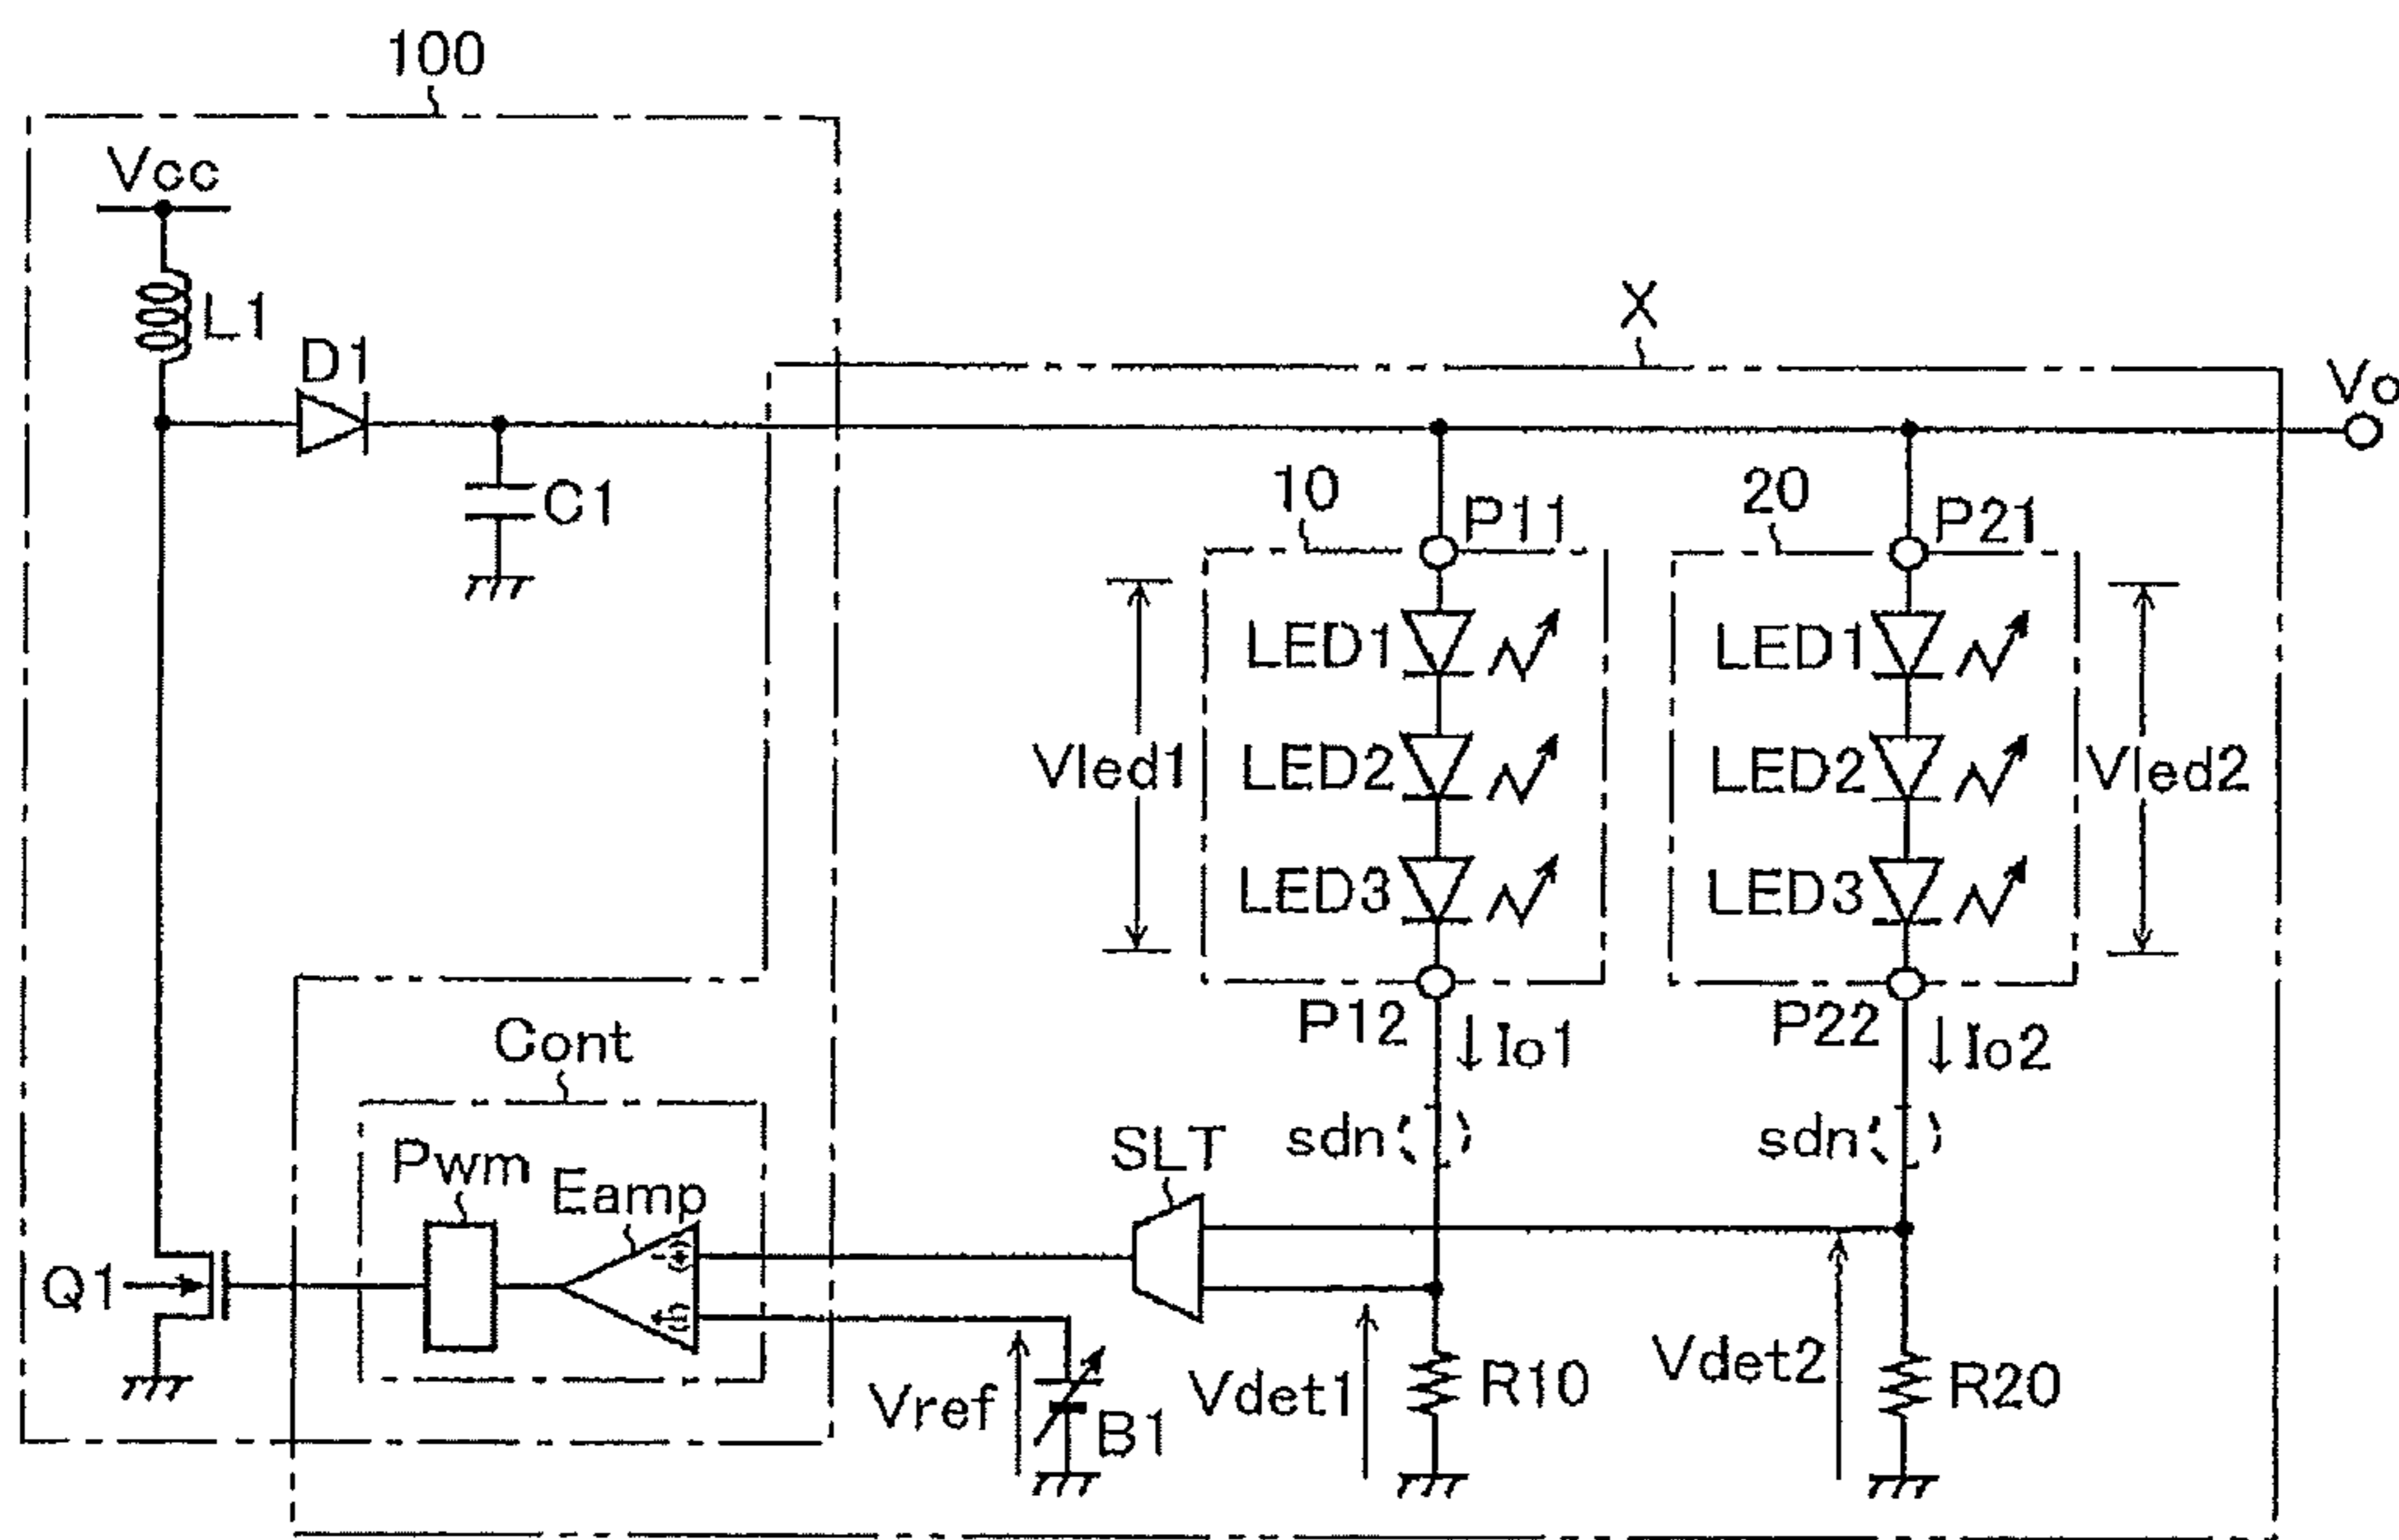 100
Vcc
L1
D1
X
Vo
C1
10
P11
20
P21
LED1
LED1
Vled1
LED2
LED2
Vled2
LED3
LED3
P12
Io1
P22
Io2
Cont
Pwm
Eamp
SLT
sdn
sdn
Q1
+
-
Vref
B1
Vdet1
R10
Vdet2
R20